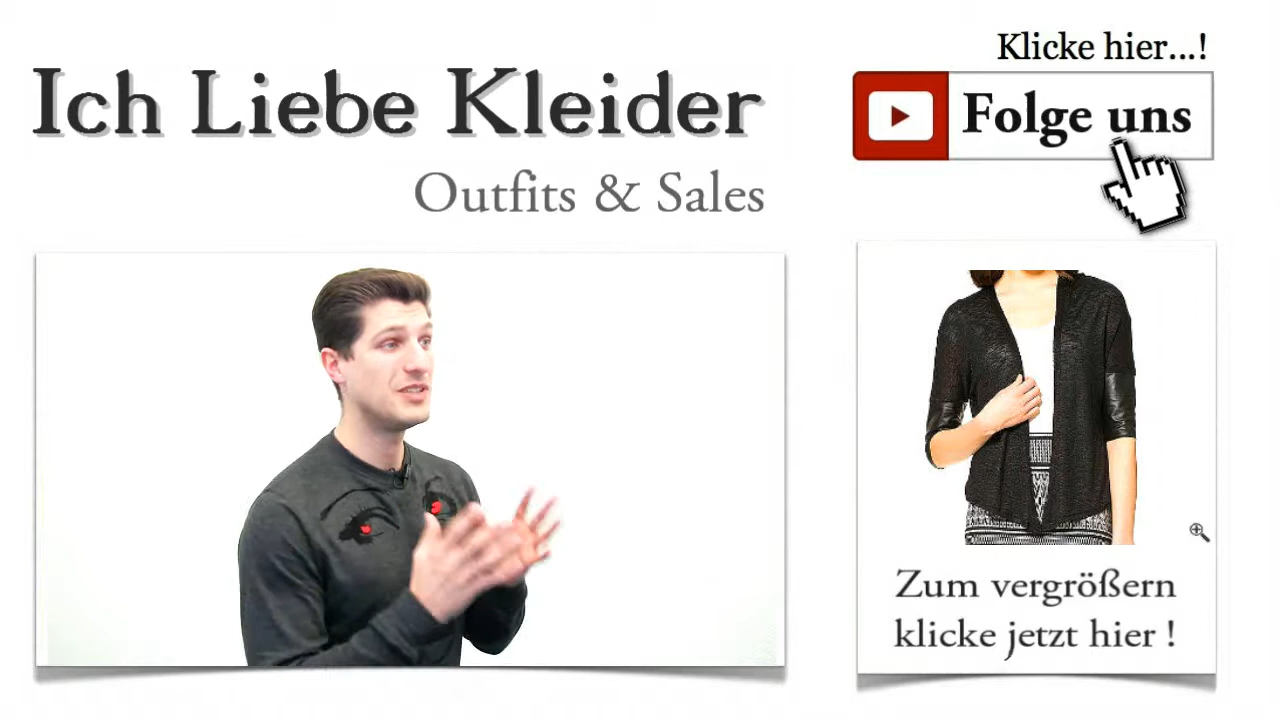 Ich Liebe Kleider
Outfits & Sales
Klicke hier...!
Folge uns
Zum vergrößern
klicke jetzt hier !